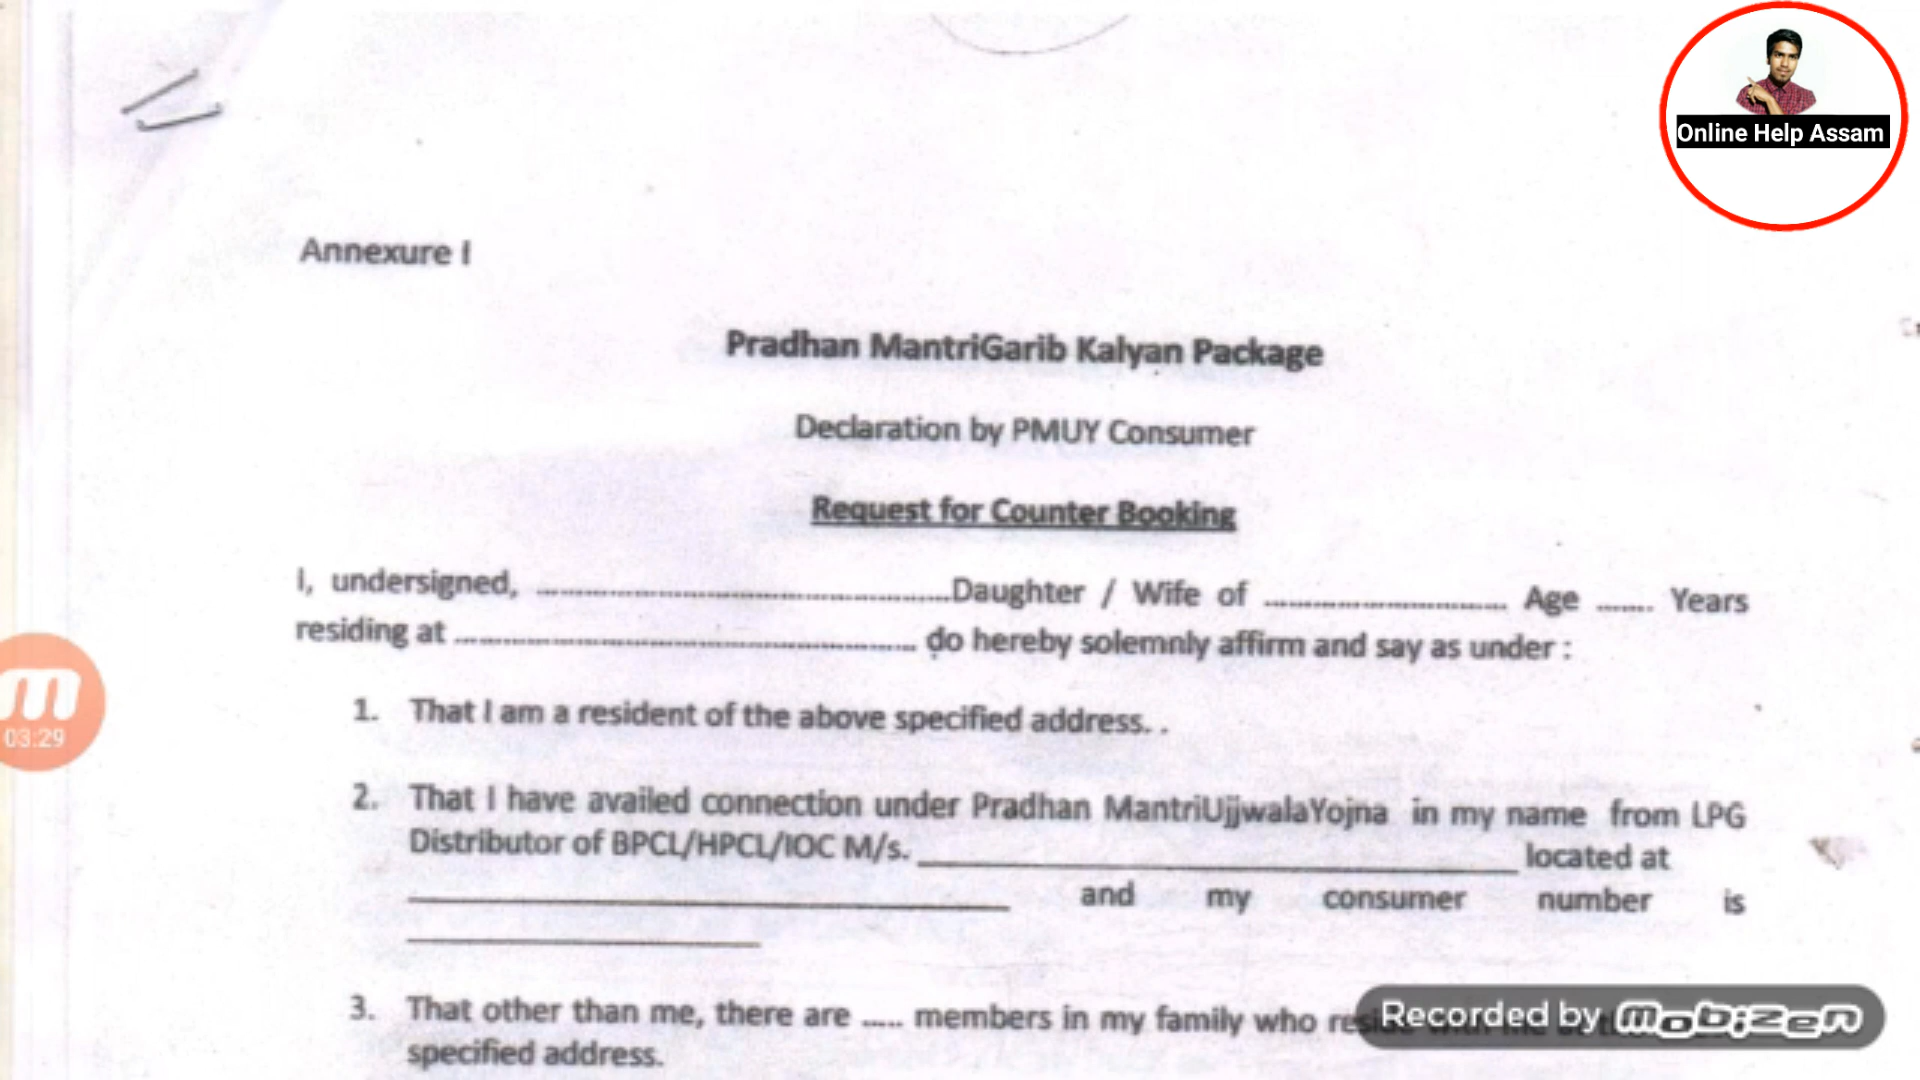 Online Help Assam
Annexure I
Pradhan MantriGarib Kalyan Package
Declaration by PMUY Consumer
Request for Counter Booking
I, undersigned, ........................................Daughter / Wife of ............................ Age ....... Years
residing at ...................................................... do hereby solemnly affirm and say as under :
1. That I am a resident of the above specified address. .
2. That I have availed connection under Pradhan MantriUjjwalaYojna in my name from LPG
Distributor of BPCL/HPCL/IOC M/s. ______________________________ located at
______________________________ and my consumer number is
__________________
03:29
3. That other than me, there are ..... members in my family who
specified address.
Recorded by mobizen